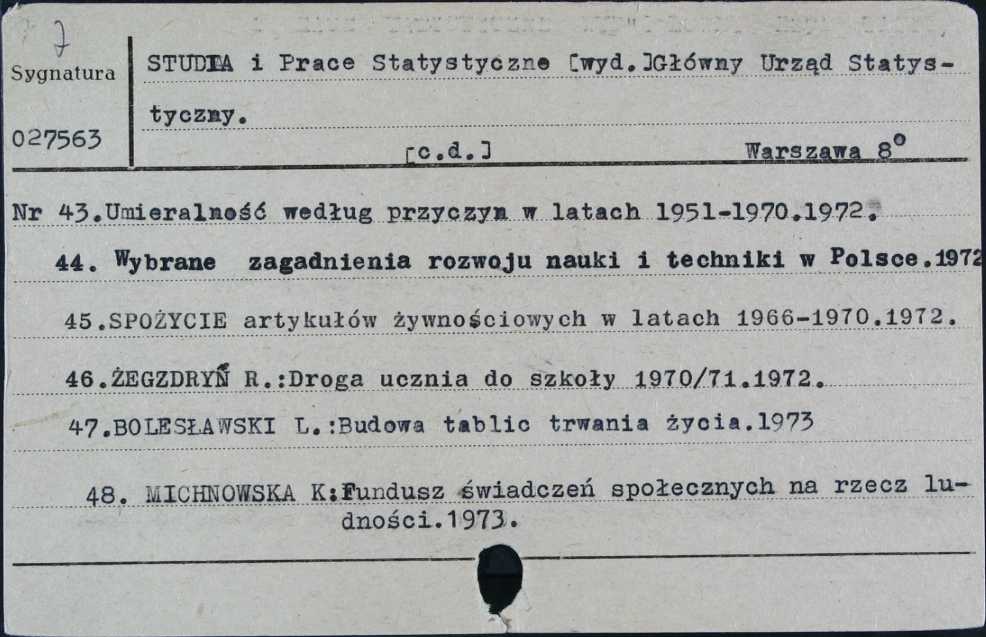 7
Sygnatura
STUDIA i Prace Statystyczne [wyd.]Główny Urząd Statys-
tyczny.
027563
[c.d.] Warszawa 8°
Nr 43.Umieralność według przyczyn w latach 1951-1970.1972.
44. Wybrane zagadnienia rozwoju nauki i techniki w Polsce.1972
45.SPOŻYCIE artykułów żywnościowych w latach 1966-1970.1972.
46.ŻEGZDRYŃ R.:Droga ucznia do szkoły 1970/71.1972.
47.BOLESŁAWSKI L.:Budowa tablic trwania życia.1973
48. MICHNOWSKA K:Fundusz świadczeń społecznych na rzecz lu-
dności.1973.